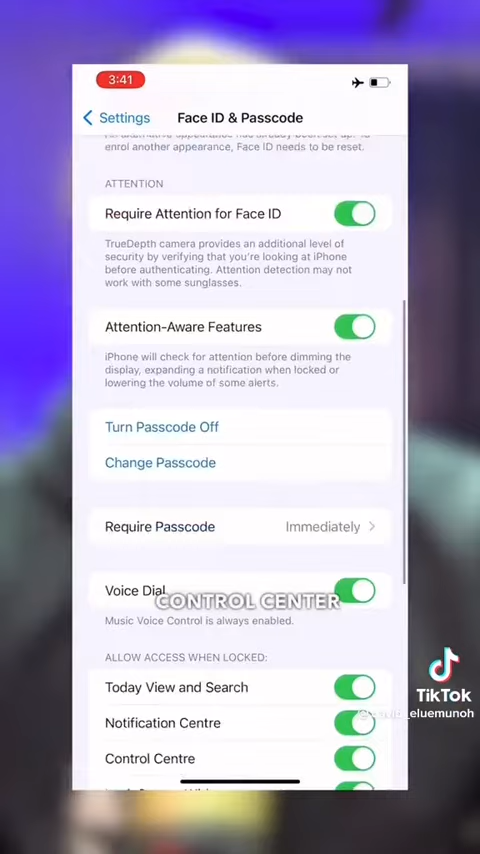 3:41
Settings
Face ID & Passcode
enrol another appearance, Face ID needs to be reset.
ATTENTION
Require Attention for Face ID
TrueDepth camera provides an additional level of
security by verifying that you're looking at iPhone
before authenticating. Attention detection may not
work with some sunglasses.
Attention-Aware Features
iPhone will check for attention before dimming the
display, expanding a notification when locked or
lowering the volume of some alerts.
Turn Passcode Off
Change Passcode
Require Passcode Immediately
Voice Dial
CONTROL CENTER
Music Voice Control is always enabled.
ALLOW ACCESS WHEN LOCKED:
Today View and Search
TikTok
Notification Centre
Control Centre